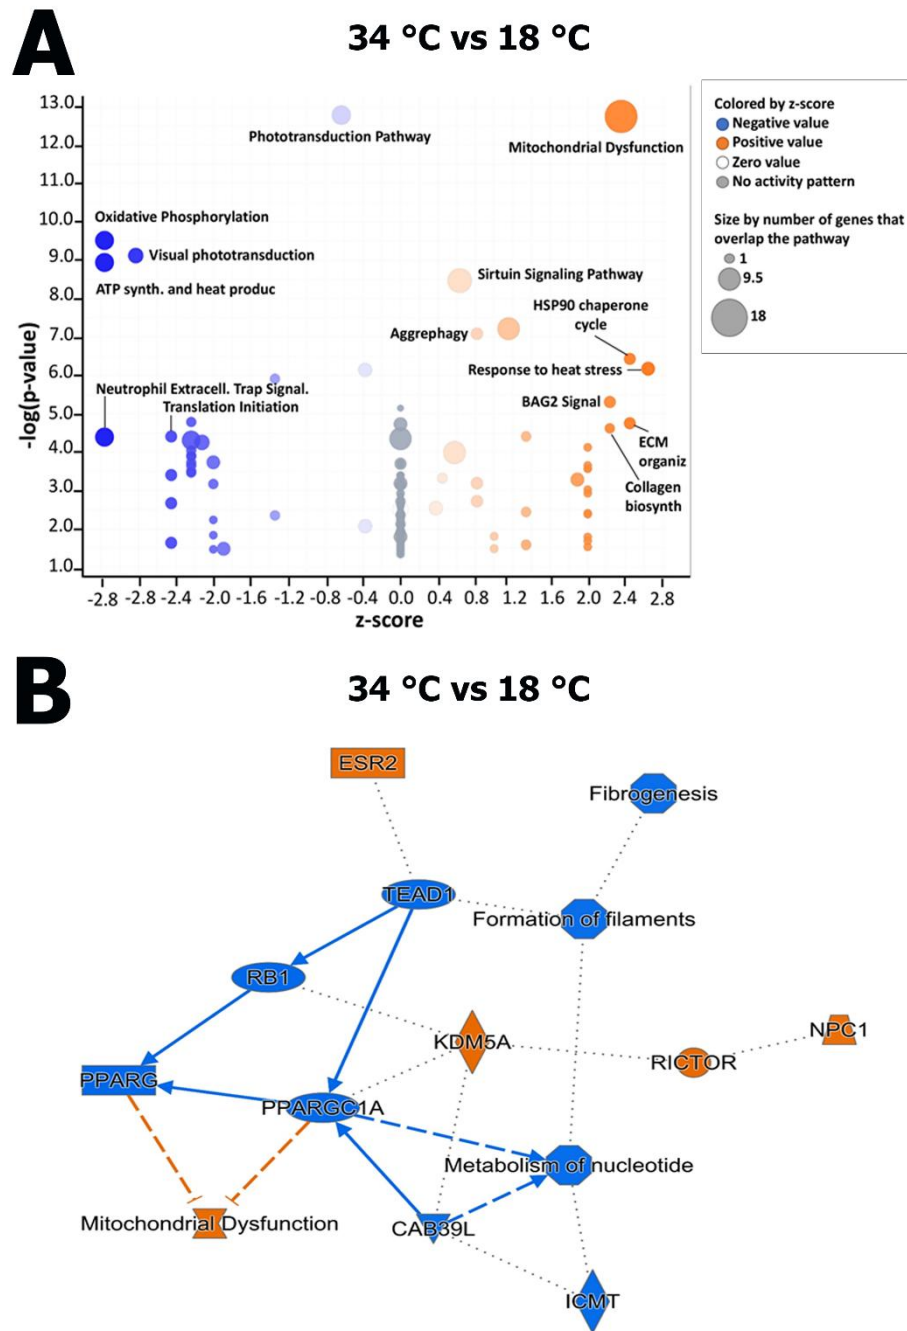 A
34 °C vs 18 °C
13.0
12.0
11.0
10.0
9.0
8.0
7.0
6.0
5.0
4.0
3.0
2.0
1.0
-log(p-value)
Phototransduction Pathway
Mitochondrial Dysfunction
Oxidative Phosphorylation
Visual phototransduction
ATP synth. and heat produc
Sirtuin Signaling Pathway
HSP90 chaperone
cycle
Aggrephagy
Response to heat stress
Neutrophil Extracell. Trap Signal.
Translation Initiation
BAG2 Signal
ECM
organiz
Collagen
biosynth
-2.8 -2.8 -2.4 -2.0 -1.6 -1.2 -0.8 -0.4 0.0 0.4 0.8 1.2 1.6 2.0 2.4 2.8
z-score
Colored by z-score
Negative value
Positive value
Zero value
No activity pattern
Size by number of genes that
overlap the pathway
1
9.5
18
B
34 °C vs 18 °C
ESR2
Fibrogenesis
TEAD1
Formation of filaments
RB1
KDM5A
NPC1
RICTOR
PPARG
PPARGC1A
Metabolism of nucleotide
Mitochondrial Dysfunction
CAB39L
ICMT